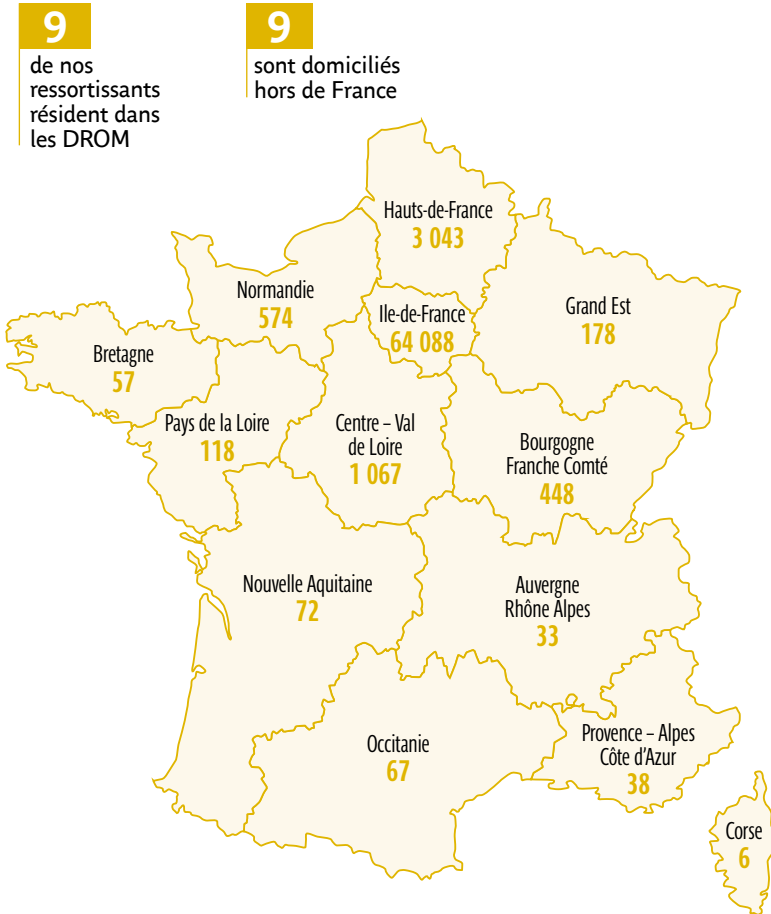 9
de nos
ressortissants
résident dans
les DROM
9
sont domiciliés
hors de France
Hauts-de-France
3 043
Normandie
574
Ile-de-France
64 088
Grand Est
178
Bretagne
57
Pays de la Loire
118
Centre – Val
de Loire
1 067
Bourgogne
Franche Comté
448
Nouvelle Aquitaine
72
Auvergne
Rhône Alpes
33
Occitanie
67
Provence – Alpes
Côte d'Azur
38
Corse
6